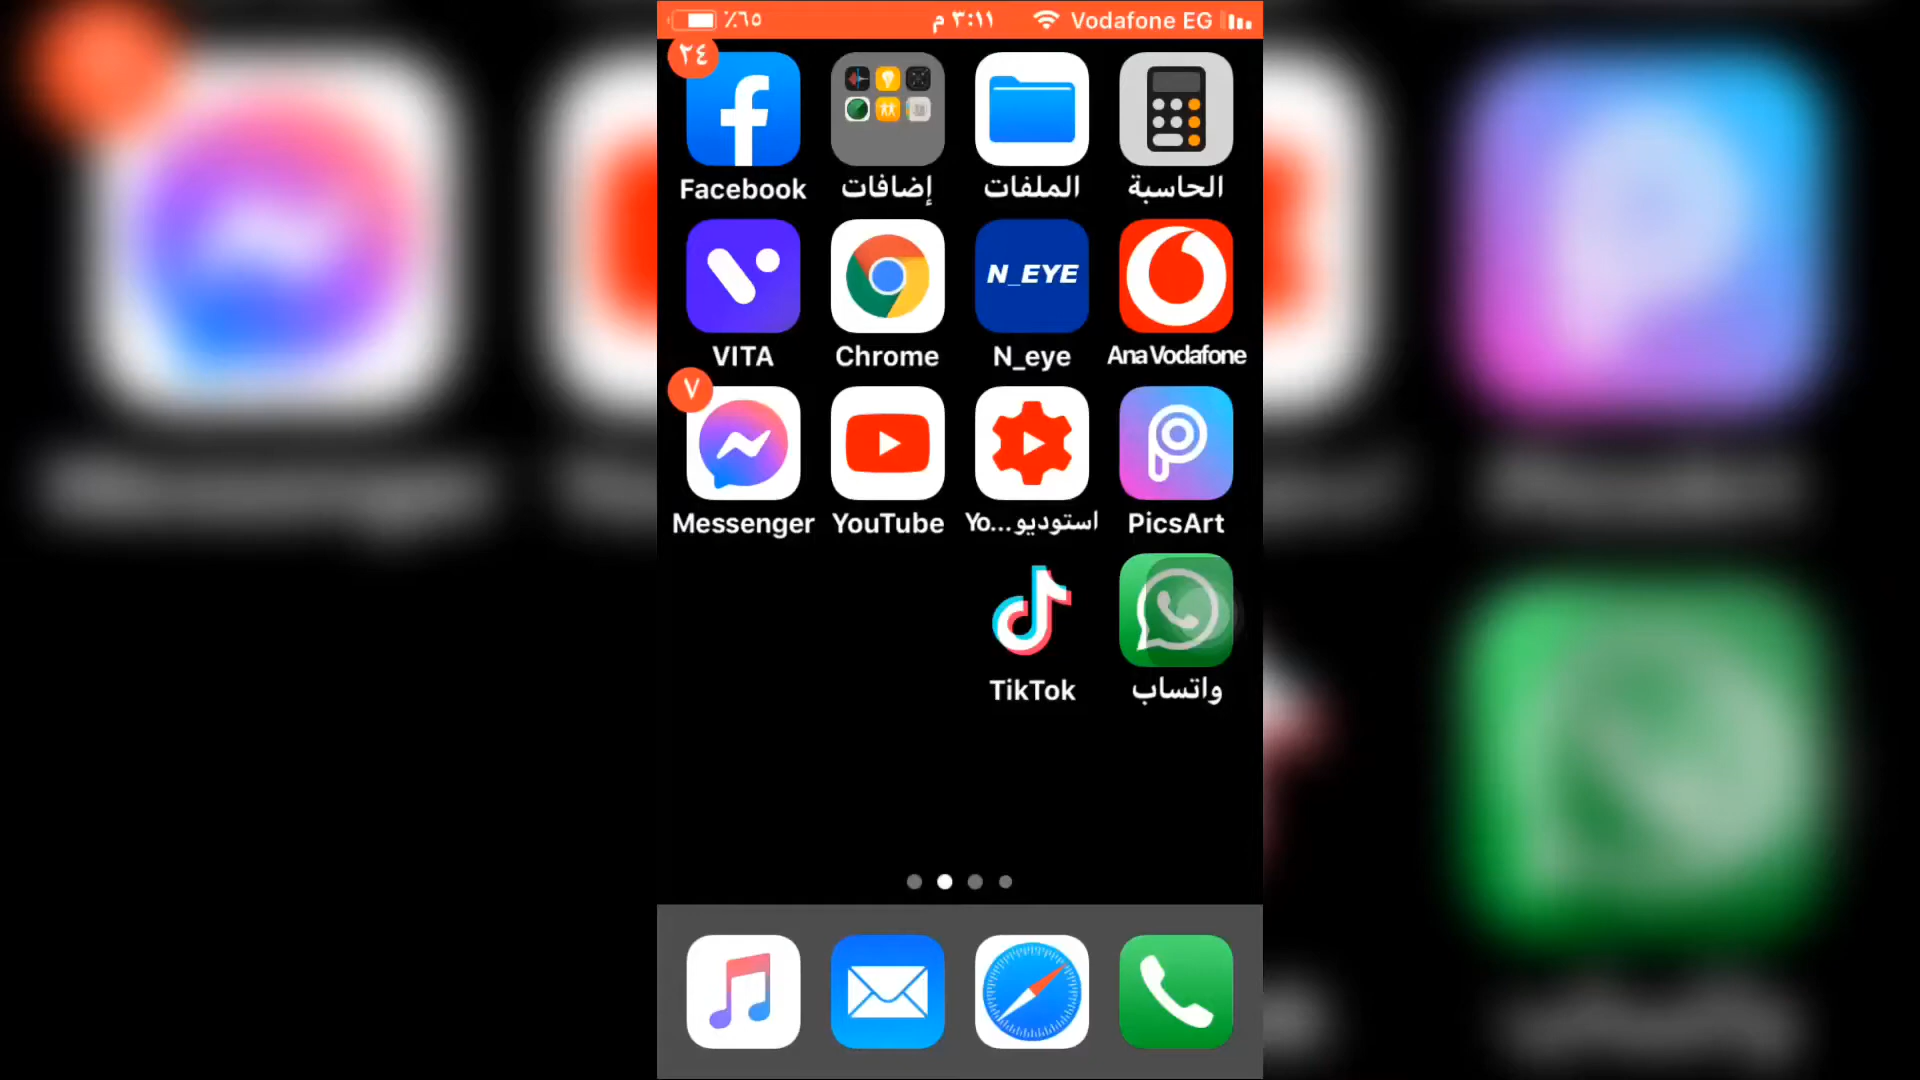 Vodafone EG ٣:١١ م ٪٦٥
٢٤
الحاسبة الملفات إضافات Facebook
N_EYE
Ana Vodafone N_eye Chrome VITA
٧
PicsArt استوديو...Yo YouTube Messenger
واتساب TikTok